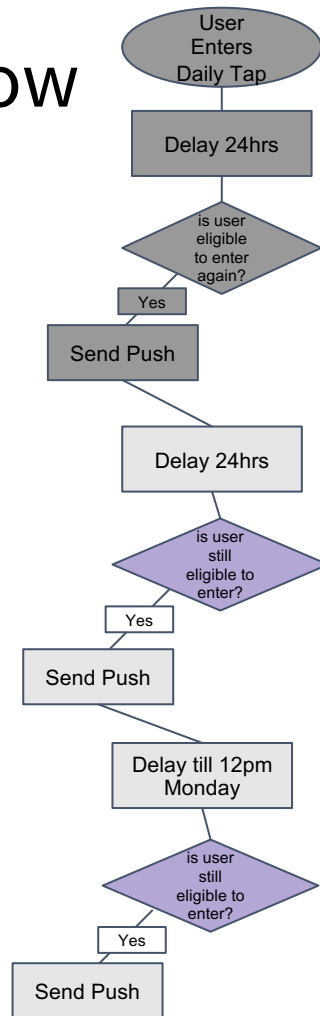 ow
User
Enters
Daily Tap
Delay 24hrs
is user
eligible
to enter
again?
Yes
Send Push
Delay 24hrs
is user
still
eligible to
enter?
Yes
Send Push
Delay till 12pm
Monday
is user
still
eligible to
enter?
Yes
Send Push